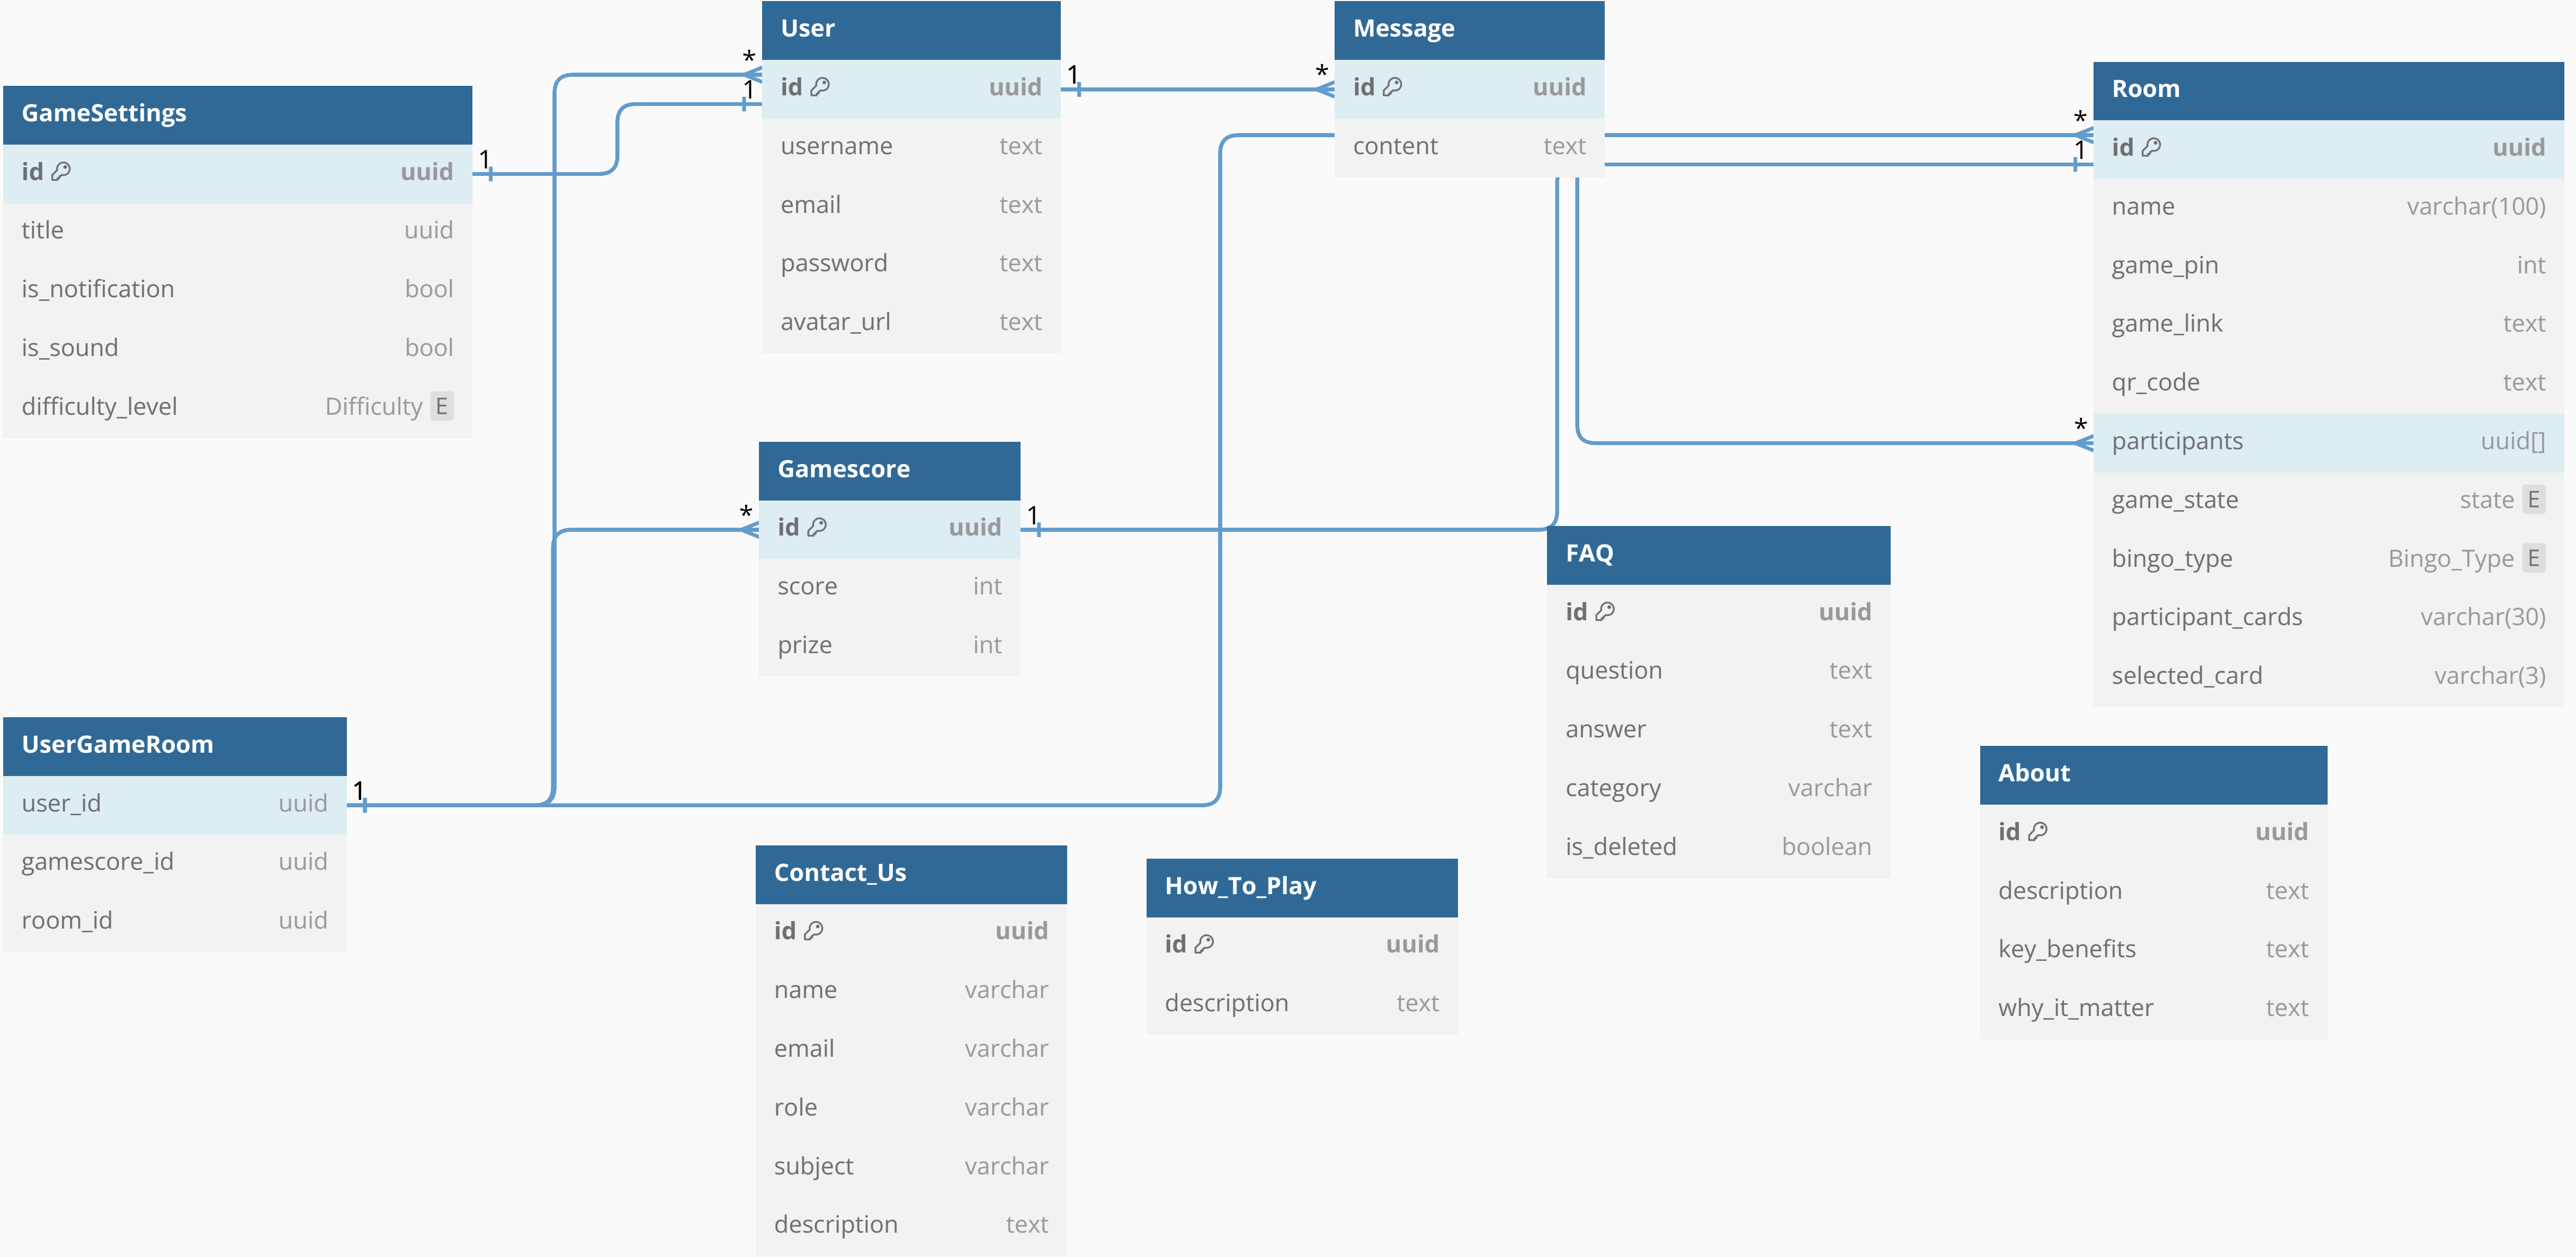 User
* 
1
id uuid
1
username text
email text
password text
avatar_url text
Message
*
id uuid
content text
Room
*
1
id uuid
name varchar(100)
game_pin int
game_link text
qr_code text
*
participants uuid[]
game_state state E
bingo_type Bingo_Type E
participant_cards varchar(30)
selected_card varchar(3)
GameSettings
id uuid
1
title uuid
is_notification bool
is_sound bool
difficulty_level Difficulty E
Gamescore
*
id uuid
1
score int
prize int
FAQ
id uuid
question text
answer text
category varchar
is_deleted boolean
UserGameRoom
user_id uuid
1
gamescore_id uuid
room_id uuid
About
id uuid
description text
key_benefits text
why_it_matter text
Contact_Us
id uuid
name varchar
email varchar
role varchar
subject varchar
description text
How_To_Play
id uuid
description text